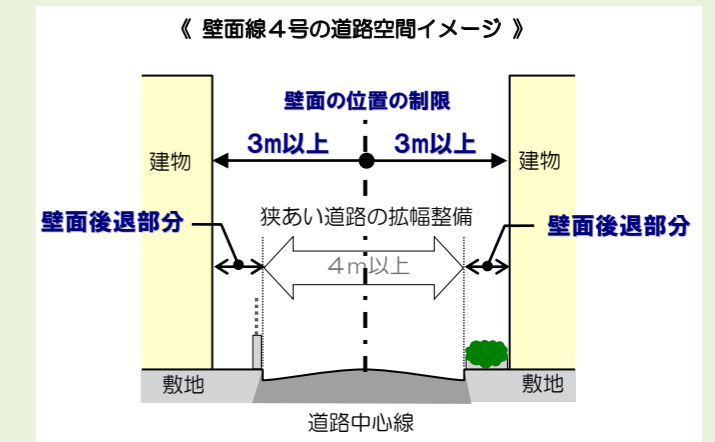 《 壁面線４号の道路空間イメージ 》
壁面の位置の制限
3m以上 3m以上
建物 建物
狭あい道路の拡幅整備
壁面後退部分 壁面後退部分
４ｍ以上
敷地 敷地
道路中心線